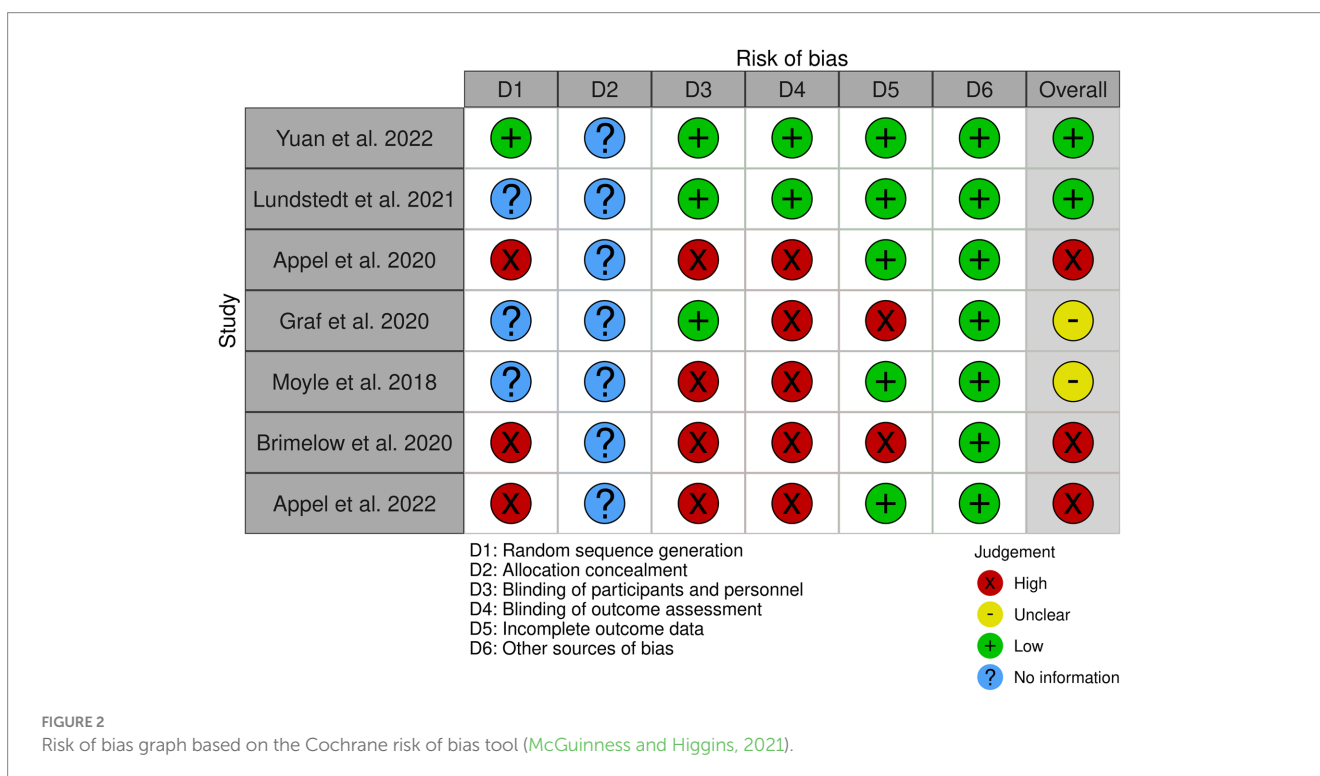 Risk of bias
D1 D2 D3 D4 D5 D6 Overall
Study
Yuan et al. 2022 + ? + + + + +
Lundstedt et al. 2021 ? ? + + + + +
Appel et al. 2020 X ? X X + + X
Graf et al. 2020 ? ? + X X + -
Moyle et al. 2018 ? ? X X + + -
Brimelow et al. 2020 X ? X X X + X
Appel et al. 2022 X ? X X + + X
D1: Random sequence generation
D2: Allocation concealment
D3: Blinding of participants and personnel
D4: Blinding of outcome assessment
D5: Incomplete outcome data
D6: Other sources of bias
Judgement
X High
- Unclear
+ Low
? No information
FIGURE 2
Risk of bias graph based on the Cochrane risk of bias tool (McGuinness and Higgins, 2021).